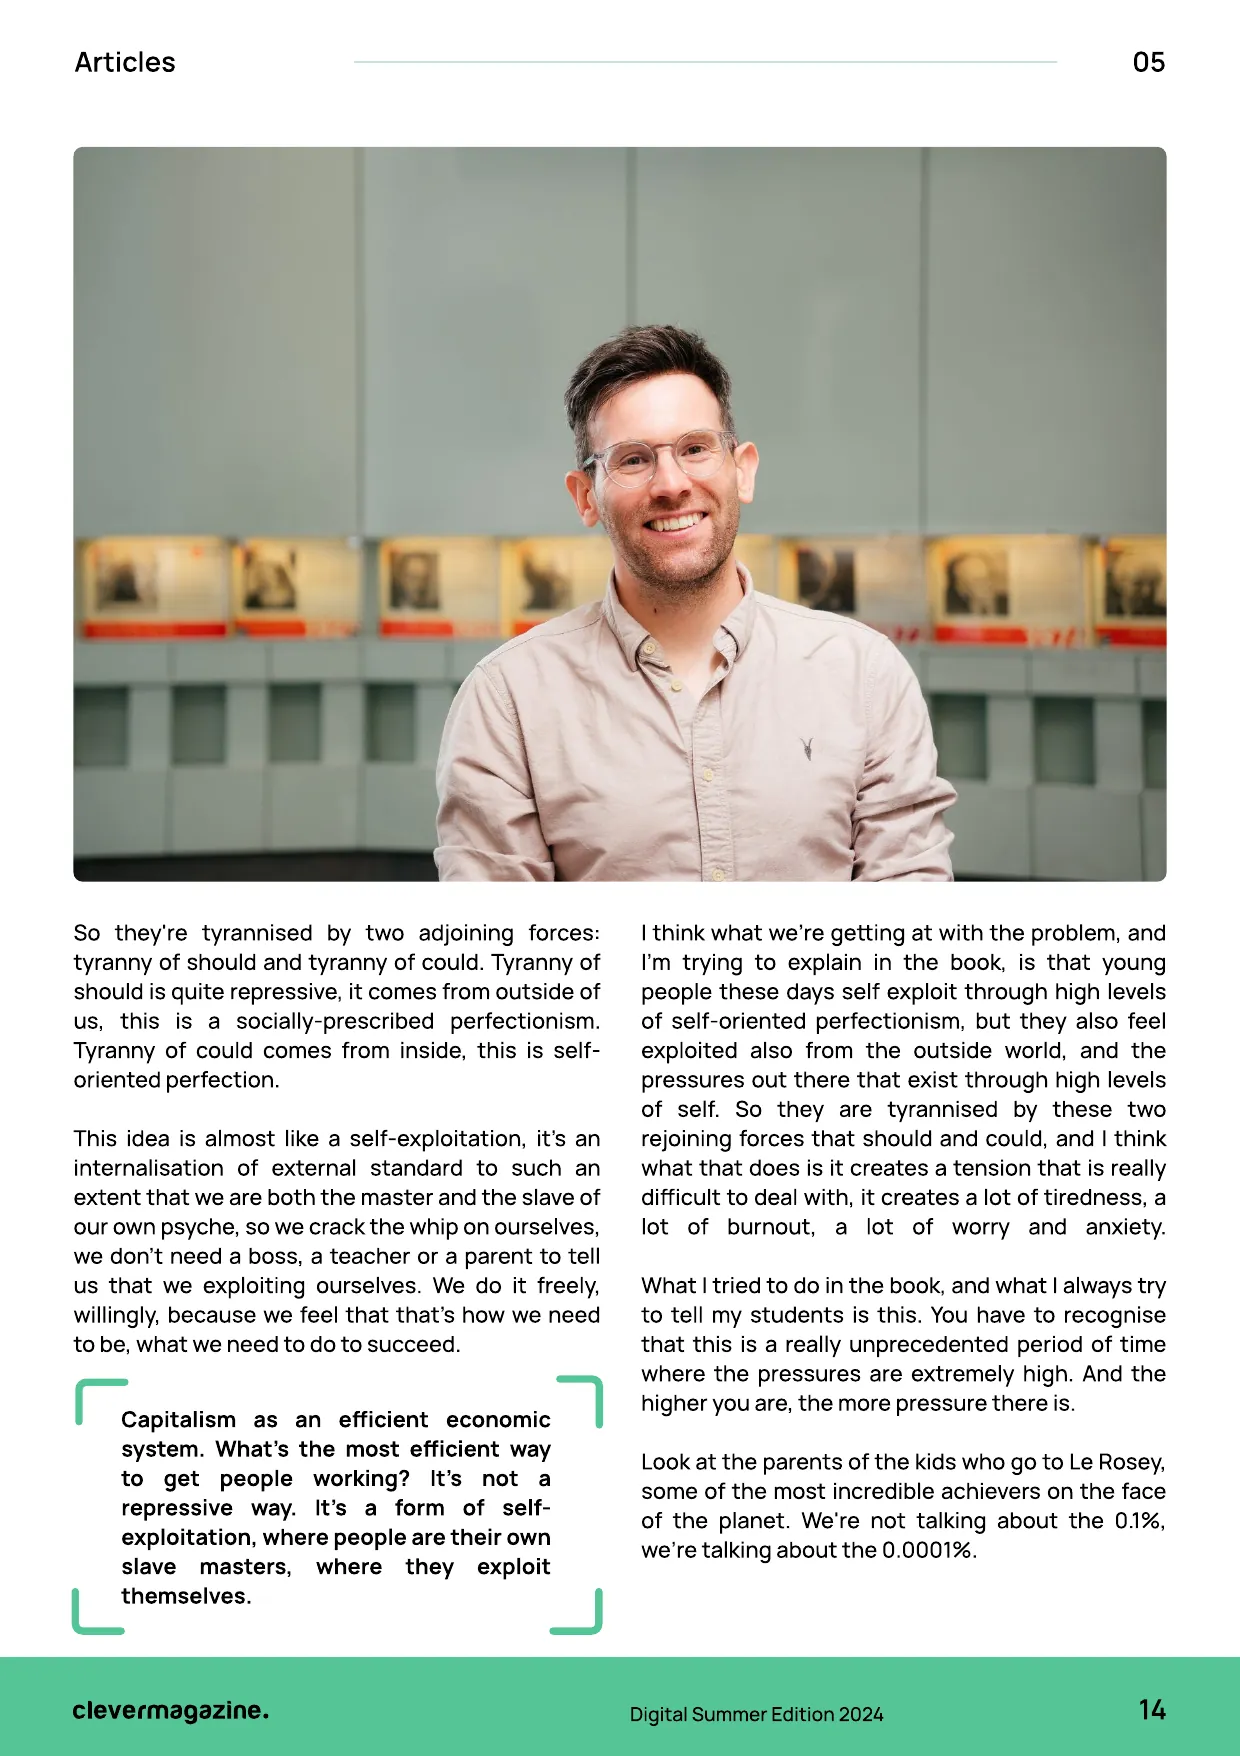 Articles
05
So they're tyrannised by two adjoining forces:
tyranny of should and tyranny of could. Tyranny of
should is quite repressive, it comes from outside of
us, this is a socially-prescribed perfectionism.
Tyranny of could comes from inside, this is self-
oriented perfection.
This idea is almost like a self-exploitation, it's an
internalisation of external standard to such an
extent that we are both the master and the slave of
our own psyche, so we crack the whip on ourselves,
we don't need a boss, a teacher or a parent to tell
us that we exploiting ourselves. We do it freely,
willingly, because we feel that that's how we need
to be, what we need to do to succeed.
Capitalism as an efficient economic
system. What's the most efficient way
to get people working? It's not a
repressive way. It's a form of self-
exploitation, where people are their own
slave masters, where they exploit
themselves.
I think what we're getting at with the problem, and
I'm trying to explain in the book, is that young
people these days self exploit through high levels
of self-oriented perfectionism, but they also feel
exploited also from the outside world, and the
pressures out there that exist through high levels
of self. So they are tyrannised by these two
rejoining forces that should and could, and I think
what that does is it creates a tension that is really
difficult to deal with, it creates a lot of tiredness, a
lot of burnout, a lot of worry and anxiety.
What I tried to do in the book, and what I always try
to tell my students is this. You have to recognise
that this is a really unprecedented period of time
where the pressures are extremely high. And the
higher you are, the more pressure there is.
Look at the parents of the kids who go to Le Rosey,
some of the most incredible achievers on the face
of the planet. We're not talking about the 0.1%,
we're talking about the 0.0001%.
clevermagazine.
Digital Summer Edition 2024
14